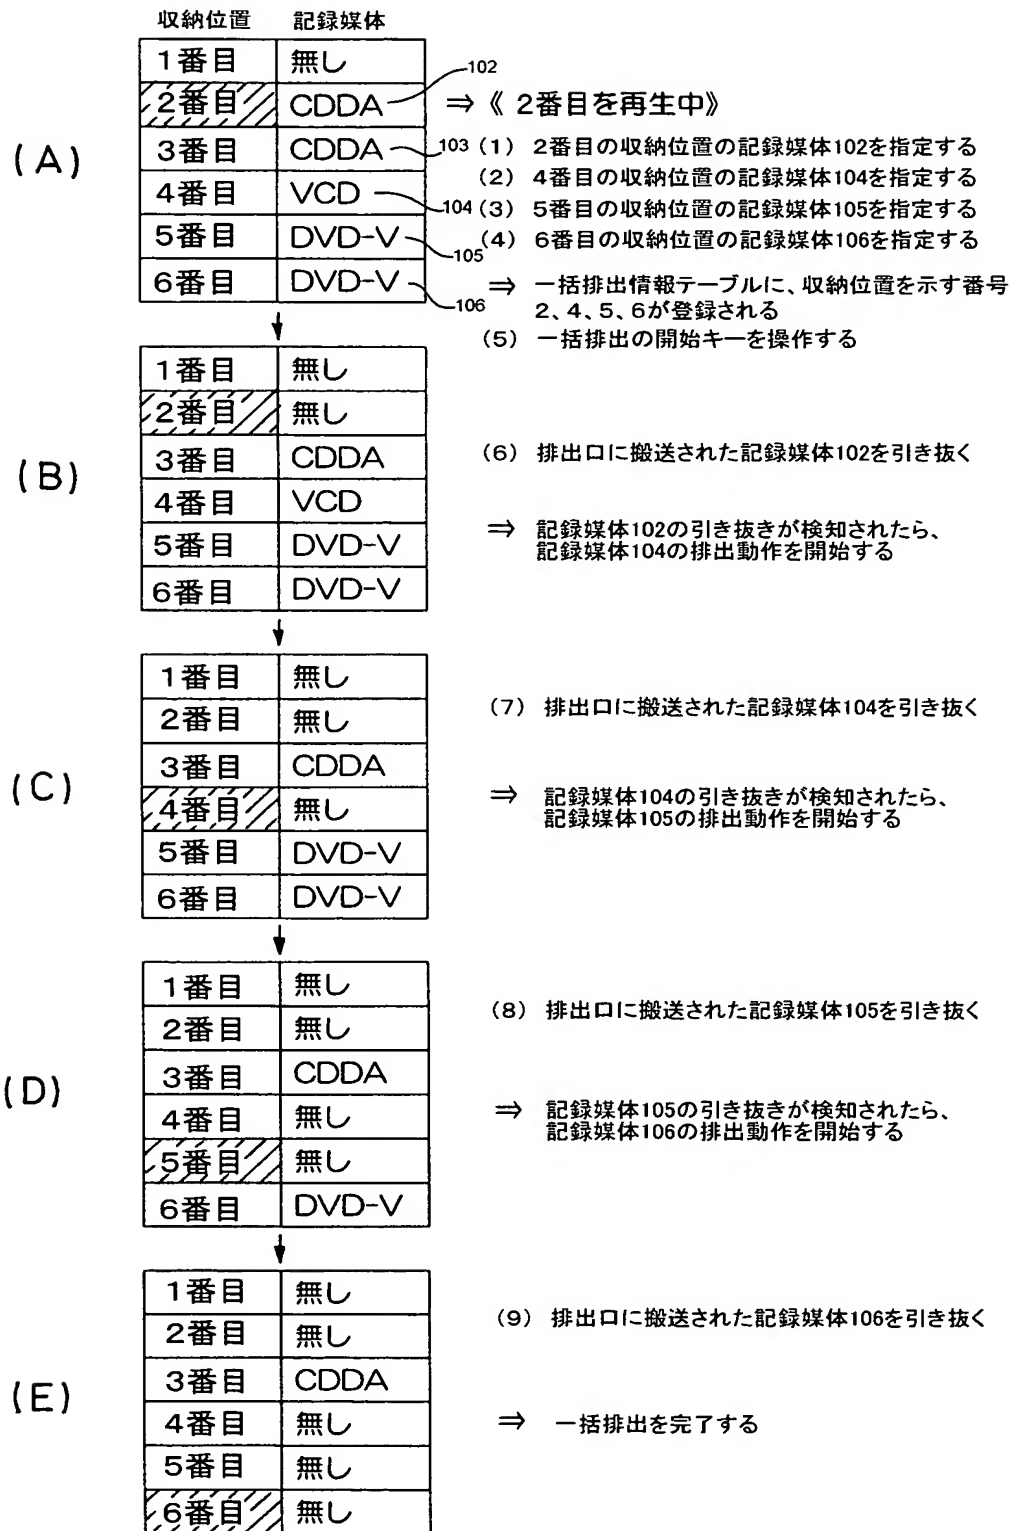 収納位置 記録媒体
1番目 無し
102
2番目 CDDA ⇒《 2番目を再生中》
(A)
3番目 CDDA 103 (1) 2番目の収納位置の記録媒体102を指定する
4番目 VCD (2) 4番目の収納位置の記録媒体104を指定する
104 (3) 5番目の収納位置の記録媒体105を指定する
5番目 DVD-V 105 (4) 6番目の収納位置の記録媒体106を指定する
6番目 DVD-V 106 ⇒ 一括排出情報テーブルに、収納位置を示す番号
2、4、5、6が登録される
(5) 一括排出の開始キーを操作する
1番目 無し
2番目 無し
(B)
3番目 CDDA (6) 排出口に搬送された記録媒体102を引き抜く
4番目 VCD
5番目 DVD-V ⇒ 記録媒体102の引き抜きが検知されたら、
記録媒体104の排出動作を開始する
6番目 DVD-V
1番目 無し
2番目 無し (7) 排出口に搬送された記録媒体104を引き抜く
3番目 CDDA
(C)
4番目 無し ⇒ 記録媒体104の引き抜きが検知されたら、
記録媒体105の排出動作を開始する
5番目 DVD-V
6番目 DVD-V
1番目 無し
2番目 無し (8) 排出口に搬送された記録媒体105を引き抜く
3番目 CDDA
(D)
4番目 無し ⇒ 記録媒体105の引き抜きが検知されたら、
記録媒体106の排出動作を開始する
5番目 無し
6番目 DVD-V
1番目 無し
2番目 無し (9) 排出口に搬送された記録媒体106を引き抜く
3番目 CDDA
(E)
4番目 無し ⇒ 一括排出を完了する
5番目 無し
6番目 無し